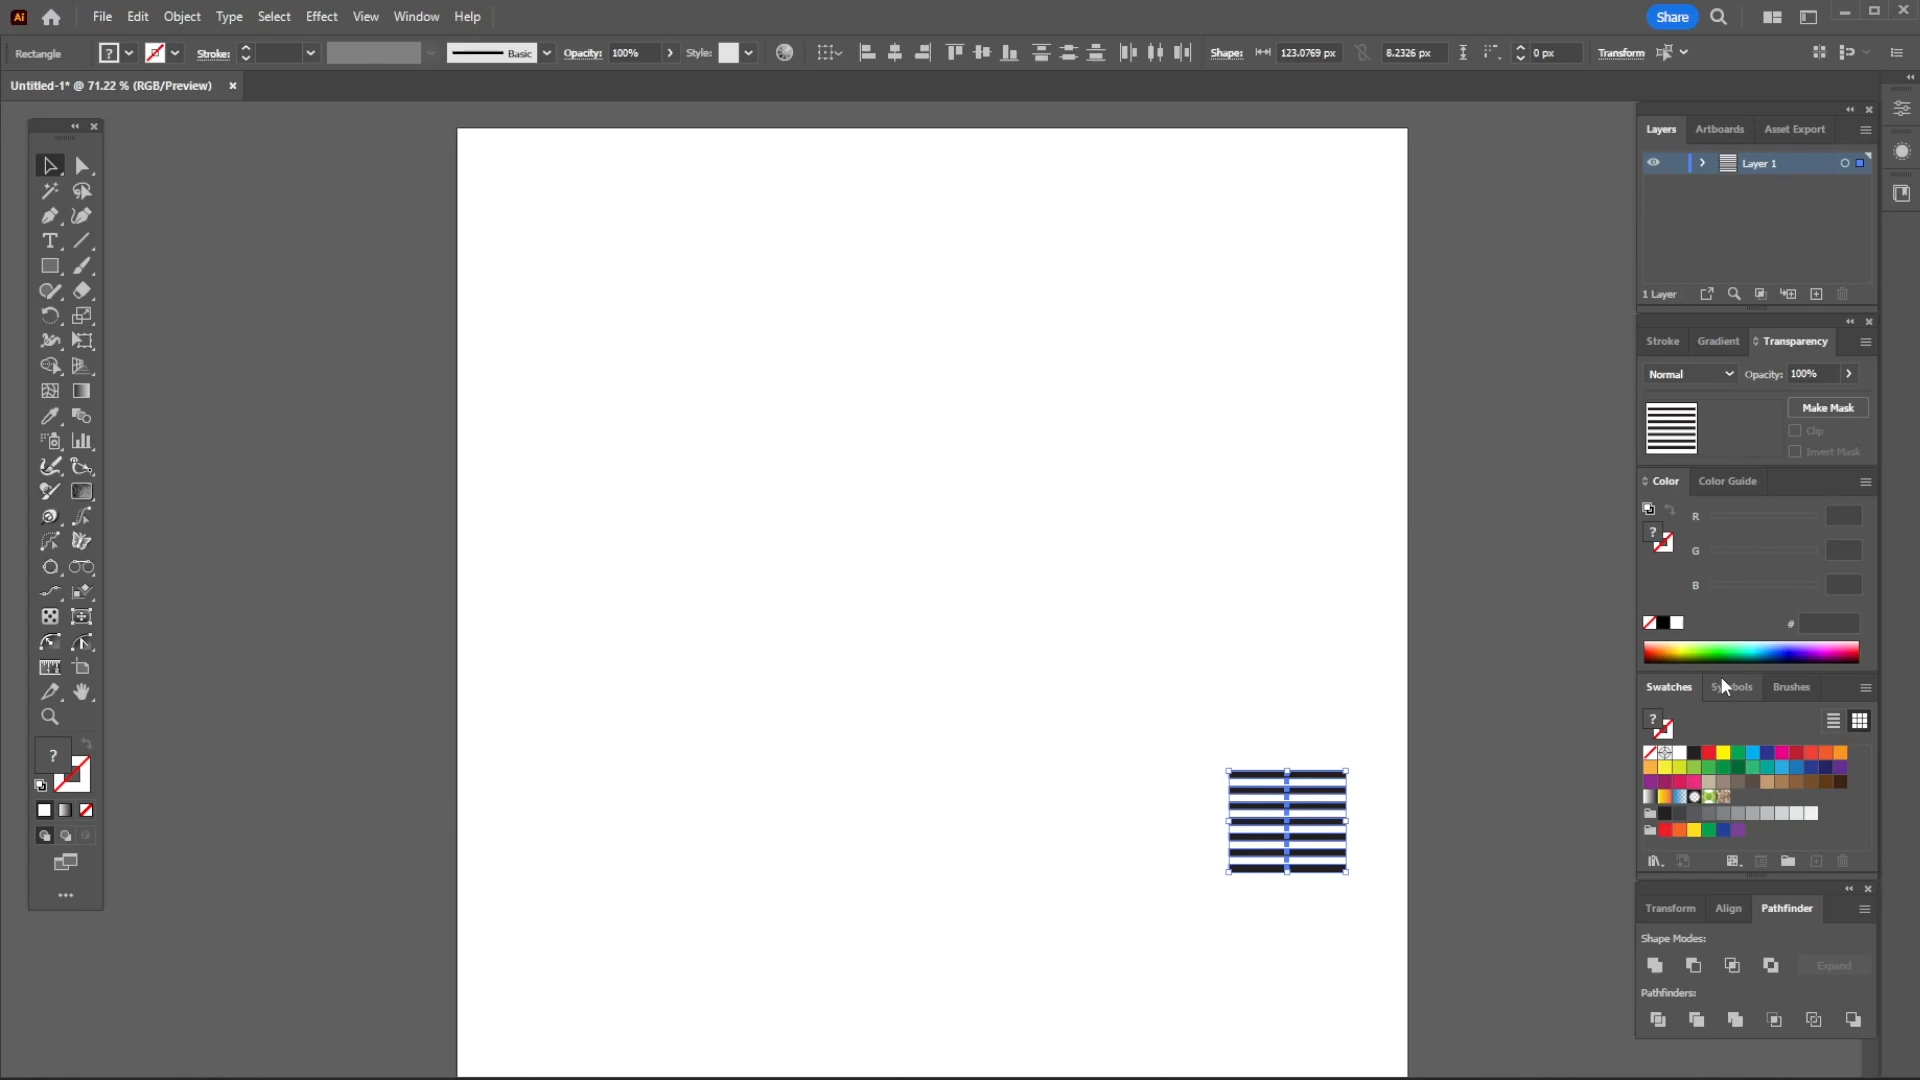 Ai File Edit Object Type Select Effect View Window Help Share
Rectangle ? Stroke: Basic Opacity: 100% Style: Shape: 123.0769 px 8.2326 px 0 px Transform
Untitled-1* @ 71.22 % (RGB/Preview)
Layers Artboards Asset Export
Layer 1
1 Layer
Stroke Gradient Transparency
Normal Opacity: 100%
Make Mask
Clip
Invert Mask
Color Color Guide
R
?
G
B
#
Swatches Symbols Brushes
?
?
Transform Align Pathfinder
Shape Modes:
Expand
Pathfinders: